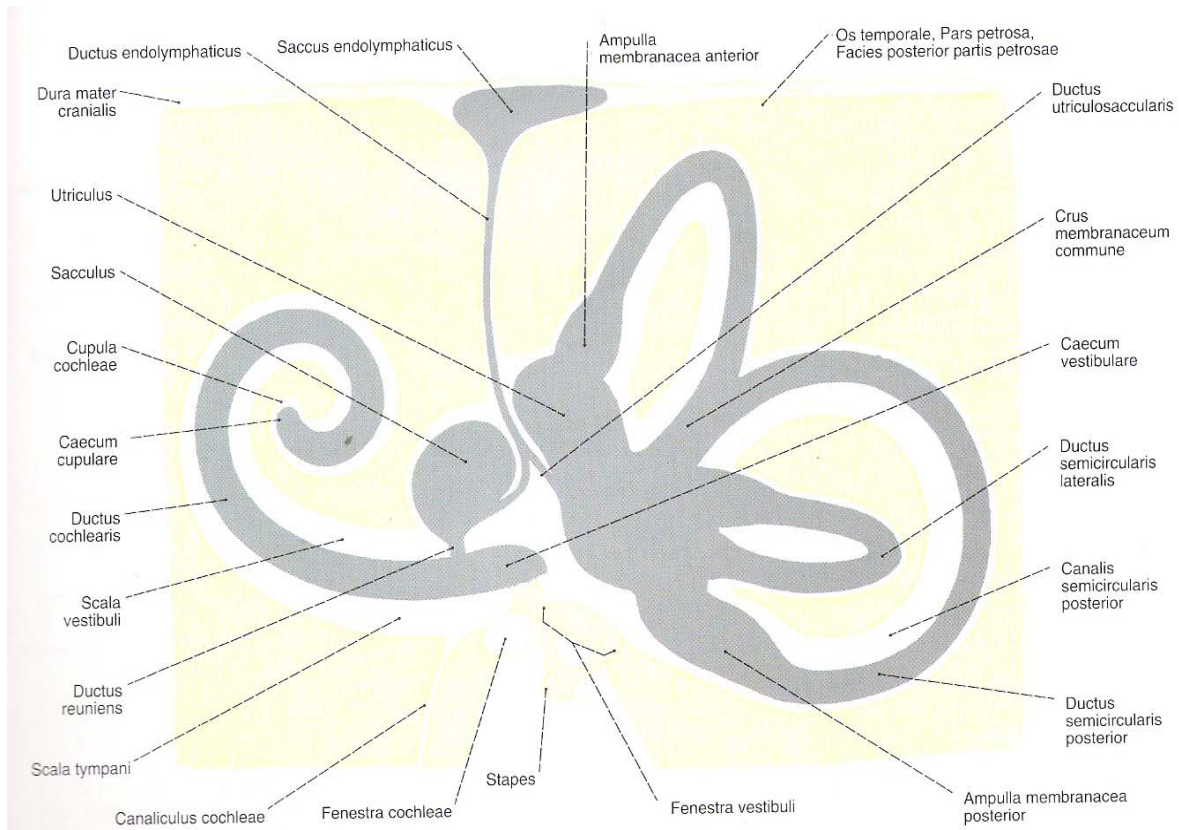 Ductus endolymphaticus
Saccus endolymphaticus
Ampulla
membranacea anterior
Os temporale, Pars petrosa,
Facies posterior partis petrosae
Dura mater
cranialis
Ductus
utriculosaccularis
Utriculus
Crus
membranaceum
commune
Sacculus
Cupula
cochleae
Caecum
vestibulare
Caecum
cupulare
Ductus
semicircularis
lateralis
Ductus
cochlearis
Canalis
semicircularis
posterior
Scala
vestibuli
Ductus
reuniens
Ductus
semicircularis
posterior
Scala tympani
Stapes
Canaliculus cochleae
Fenestra cochleae
Fenestra vestibuli
Ampulla membranacea
posterior